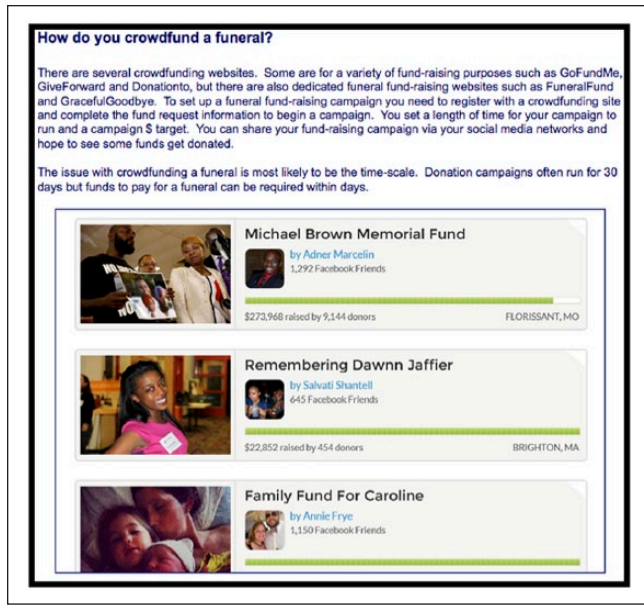 How do you crowdfund a funeral?
There are several crowdfunding websites.  Some are for a variety of fund-raising purposes such as GoFundMe,
GiveForward and Donationto, but there are also dedicated funeral fund-raising websites such as FuneralFund
and GracefulGoodbye.  To set up a funeral fund-raising campaign you need to register with a crowdfunding site
and complete the fund request information to begin a campaign.  You set a length of time for your campaign to
run and a campaign $ target.  You can share your fund-raising campaign via your social media networks and
hope to see some funds get donated.
The issue with crowdfunding a funeral is most likely to be the time-scale.  Donation campaigns often run for 30
days but funds to pay for a funeral can be required within days.
Michael Brown Memorial Fund
by Adner Marcelin
1,292 Facebook Friends
$273,968 raised by 9,144 donors
FLORISSANT, MO
Remembering Dawnn Jaffier
by Salvati Shantell
645 Facebook Friends
$22,852 raised by 454 donors
BRIGHTON, MA
Family Fund For Caroline
by Annie Frye
1,150 Facebook Friends